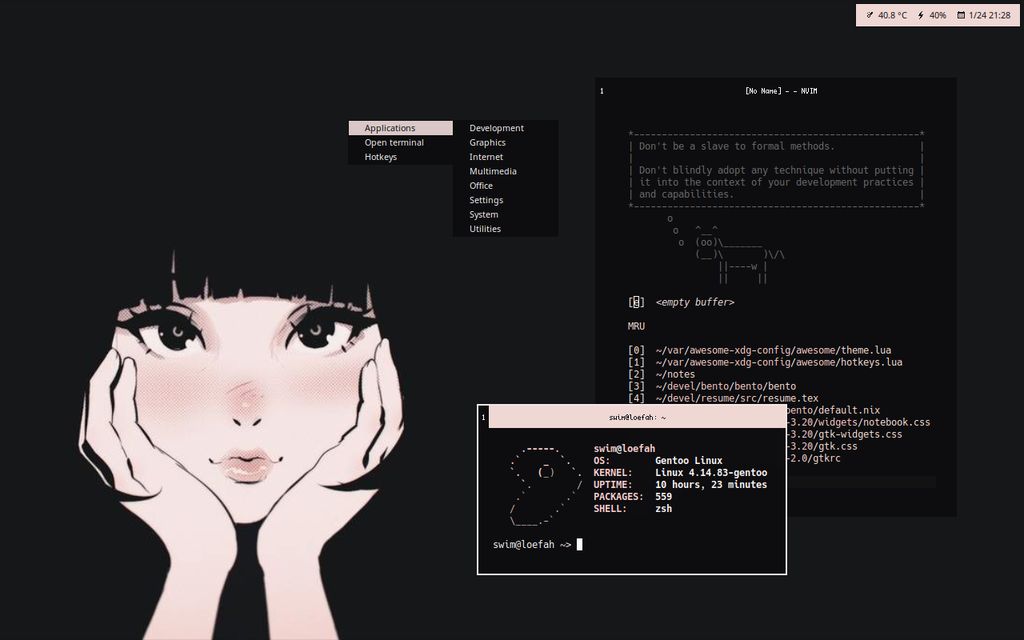 40.8 °C 40% 1/24 21:28
1 [No Name] - - NVIM
Applications
Open terminal
Hotkeys
Development
Graphics
Internet
Multimedia
Office
Settings
System
Utilities
*----------------------------------------------------*
| Don't be a slave to formal methods. |
| |
| Don't blindly adopt any technique without putting |
| it into the context of your development practices |
| and capabilities. |
*----------------------------------------------------*
o
o ^__^
o (oo)\_______
(__)\ )\/\
||----w |
|| ||
[e] <empty buffer>
MRU
[0] ~/var/awesome-xdg-config/awesome/theme.lua
[1] ~/var/awesome-xdg-config/awesome/hotkeys.lua
[2] ~/notes
[3] ~/devel/bento/bento/bento
[4] ~/devel/resume/src/resume.tex
bento/default.nix
-3.20/widgets/notebook.css
-3.20/gtk-widgets.css
-3.20/gtk.css
-2.0/gtkrc
1 swim@loefah: ~
swim@loefah
OS: Gentoo Linux
KERNEL: Linux 4.14.83-gentoo
UPTIME: 10 hours, 23 minutes
PACKAGES: 559
SHELL: zsh
swim@loefah ~>